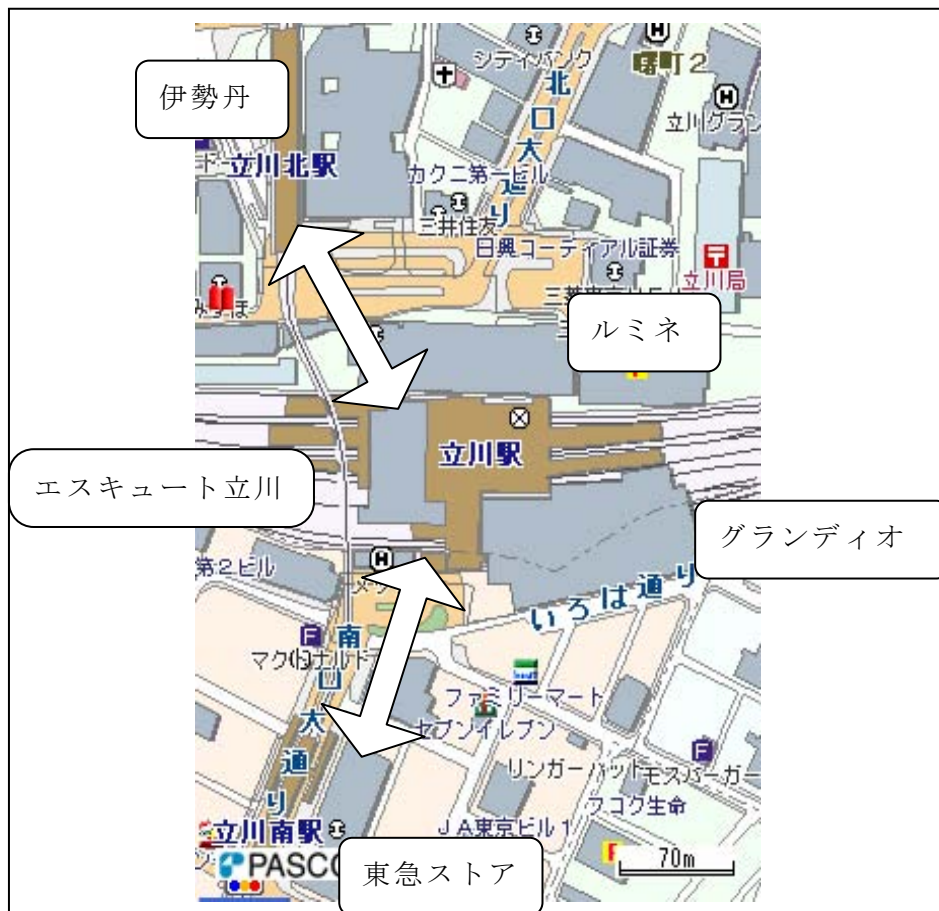 シティバンク
曙町2
伊勢丹
北口大通り
立川グラン
立川北駅
カクニ第一ビル
三井住友
日興コーディアル証券
立川局
みずほ
ルミネ
立川駅
エスキュート立川
グランディオ
第2ビル
いろは通り
南口大通り
ファミリーマート
セブンイレブン
リンガーハット
モスバーガー
フコク生命
立川南駅
JA東京ビル1
PASCO
東急ストア
70m